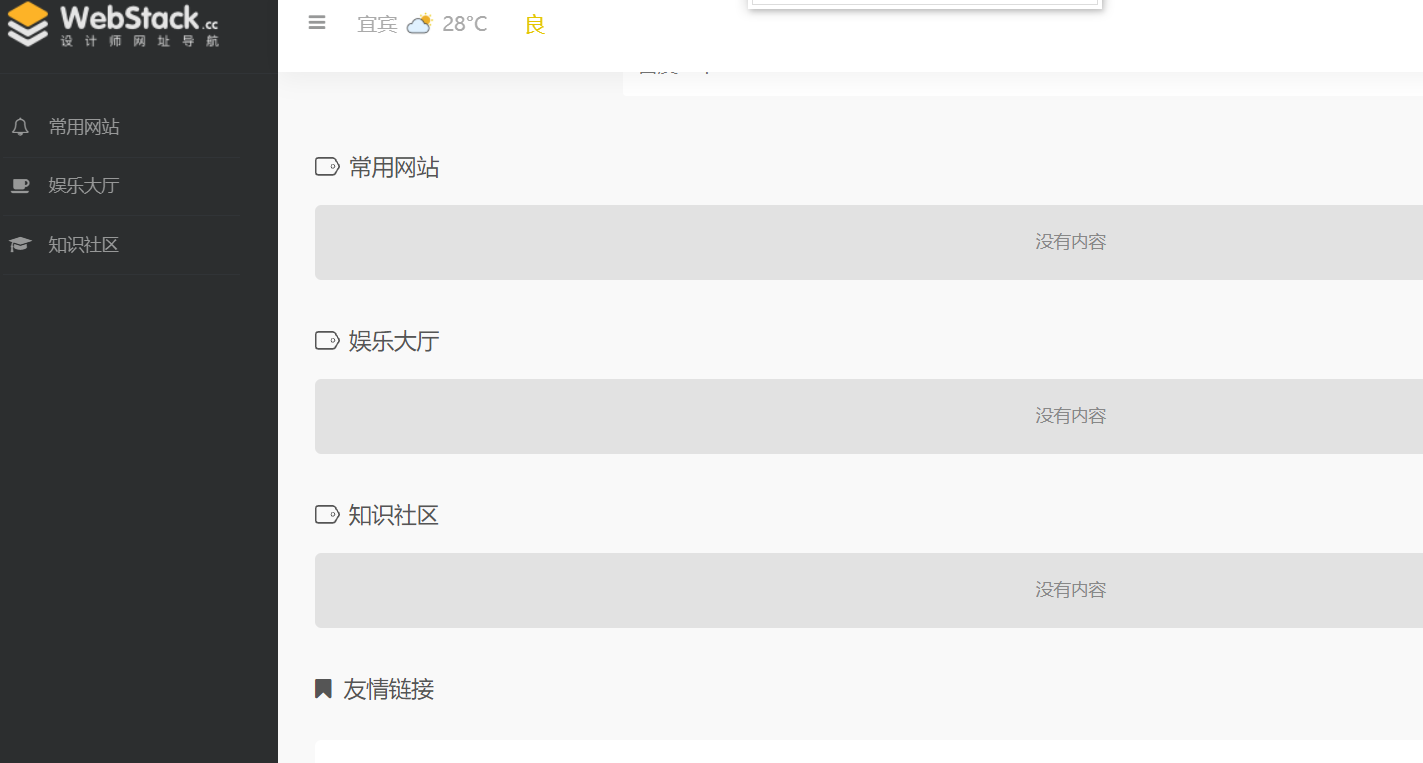 WebStack.cc
设计师网址导航
宜宾 28°C 良
常用网站
娱乐大厅
知识社区
常用网站
没有内容
娱乐大厅
没有内容
知识社区
没有内容
友情链接